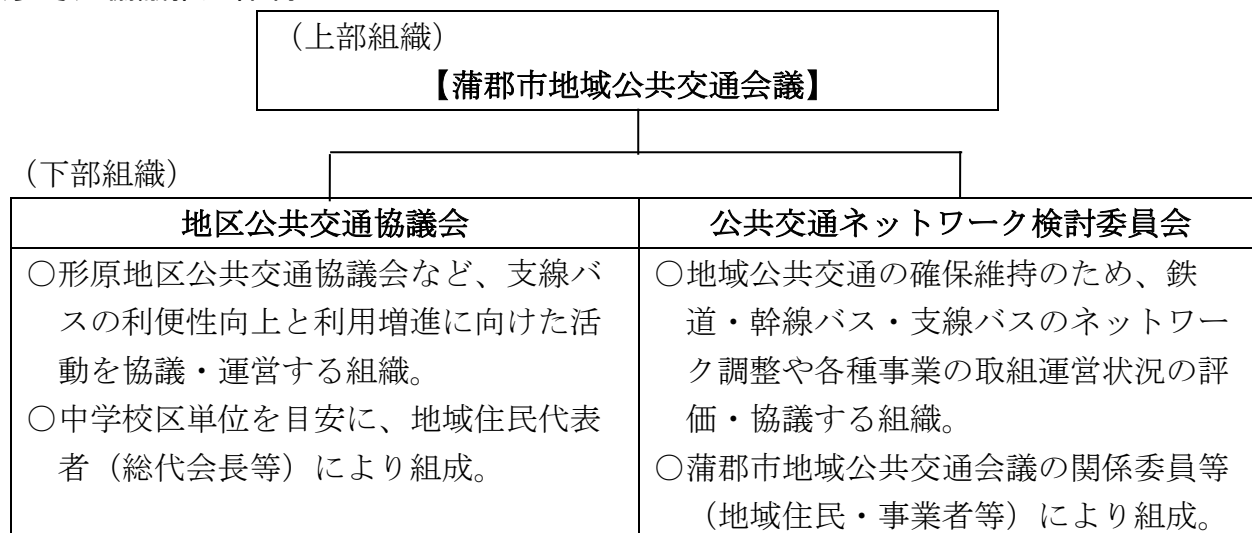 （上部組織）
【蒲郡市地域公共交通会議】
（下部組織）
地区公共交通協議会
○形原地区公共交通協議会など、支線バ
スの利便性向上と利用増進に向けた活
動を協議・運営する組織。
○中学校区単位を目安に、地域住民代表
者（総代会長等）により組成。
公共交通ネットワーク検討委員会
○地域公共交通の確保維持のため、鉄
道・幹線バス・支線バスのネットワー
ク調整や各種事業の取組運営状況の評
価・協議する組織。
○蒲郡市地域公共交通会議の関係委員等
（地域住民・事業者等）により組成。